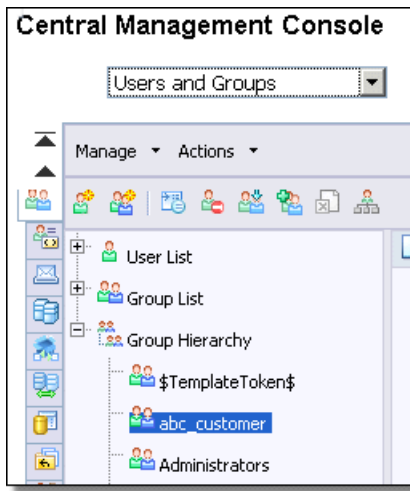 Central Management Console
Users and Groups
Manage Actions
User List
Group List
Group Hierarchy
$TemplateToken$
abc_customer
Administrators